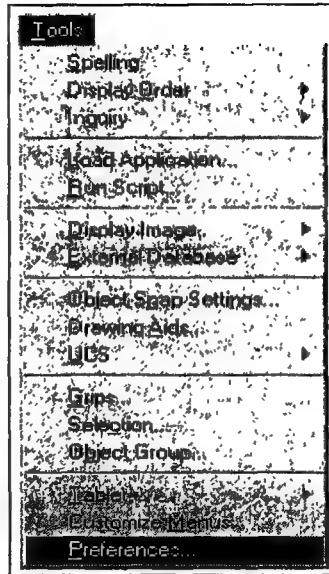 Tools
Spelling...
Display Order
Inquiry
Load Application...
Run Script...
Display Image
External Database
Object Snap Settings...
Drawing Aids...
UCS
Grips...
Selection...
Object Group...
Tablet
Customize Menus...
Preferences...